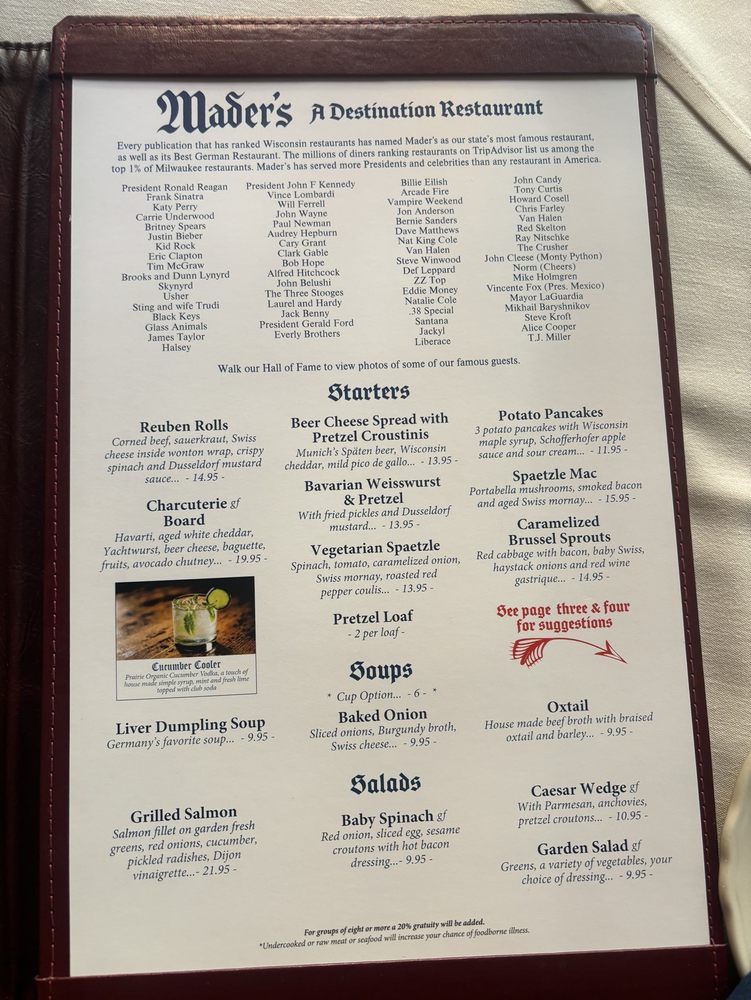 Mader's A Destination Restaurant
Every publication that has ranked Wisconsin restaurants has named Mader's as our state's most famous restaurant,
as well as its Best German Restaurant. The millions of diners ranking restaurants on TripAdvisor list us among the
top 1% of Milwaukee restaurants. Mader's has served more Presidents and celebrities than any restaurant in America.
President Ronald Reagan
Frank Sinatra
Katy Perry
Carrie Underwood
Britney Spears
Justin Bieber
Kid Rock
Eric Clapton
Tim McGraw
Brooks and Dunn Lynyrd
Skynyrd
Usher
Sting and wife Trudi
Black Keys
Glass Animals
James Taylor
Halsey
President John F Kennedy
Vince Lombardi
Will Ferrell
John Wayne
Paul Newman
Audrey Hepburn
Cary Grant
Clark Gable
Bob Hope
Alfred Hitchcock
John Belushi
The Three Stooges
Laurel and Hardy
Jack Benny
President Gerald Ford
Everly Brothers
Billie Eilish
Arcade Fire
Vampire Weekend
Jon Anderson
Bernie Sanders
Dave Matthews
Nat King Cole
Van Halen
Steve Winwood
Def Leppard
ZZ Top
Eddie Money
Natalie Cole
.38 Special
Santana
Jackyl
Liberace
John Candy
Tony Curtis
Howard Cosell
Chris Farley
Van Halen
Red Skelton
Ray Nitschke
The Crusher
John Cleese (Monty Python)
Norm (Cheers)
Mike Holmgren
Vincente Fox (Pres. Mexico)
Mayor LaGuardia
Mikhail Baryshnikov
Steve Kroft
Alice Cooper
T.J. Miller
Walk our Hall of Fame to view photos of some of our famous guests.
Starters
Reuben Rolls
Corned beef, sauerkraut, Swiss
cheese inside wonton wrap, crispy
spinach and Dusseldorf mustard
sauce... - 14.95 -
Charcuterie gf
Board
Havarti, aged white cheddar,
Yachtwurst, beer cheese, baguette,
fruits, avocado chutney... - 19.95 -
Cucumber Cooler
Prairie Organic Cucumber Vodka, a touch of
house made simple syrup, mint and fresh lime
topped with club soda
Beer Cheese Spread with
Pretzel Croustinis
Munich's Späten beer, Wisconsin
cheddar, mild pico de gallo... - 13.95 -
Bavarian Weisswurst
& Pretzel
With fried pickles and Dusseldorf
mustard... - 13.95 -
Vegetarian Spaetzle
Spinach, tomato, caramelized onion,
Swiss mornay, roasted red
pepper coulis... - 13.95 -
Pretzel Loaf
- 2 per loaf -
Potato Pancakes
3 potato pancakes with Wisconsin
maple syrup, Schofferhofer apple
sauce and sour cream... - 11.95 -
Spaetzle Mac
Portabella mushrooms, smoked bacon
and aged Swiss mornay... - 15.95 -
Caramelized
Brussel Sprouts
Red cabbage with bacon, baby Swiss,
haystack onions and red wine
gastrique... - 14.95 -
See page three & four
for suggestions
Soups
* Cup Option... - 6 - *
Liver Dumpling Soup
Germany's favorite soup... - 9.95 -
Baked Onion
Sliced onions, Burgundy broth,
Swiss cheese... - 9.95 -
Oxtail
House made beef broth with braised
oxtail and barley... - 9.95 -
Salads
Grilled Salmon
Salmon fillet on garden fresh
greens, red onions, cucumber,
pickled radishes, Dijon
vinaigrette...- 21.95 -
Baby Spinach gf
Red onion, sliced egg, sesame
croutons with hot bacon
dressing...- 9.95 -
Caesar Wedge gf
With Parmesan, anchovies,
pretzel croutons... - 10.95 -
Garden Salad gf
Greens, a variety of vegetables, your
choice of dressing... - 9.95 -
For groups of eight or more a 20% gratuity will be added.
*Undercooked or raw meat or seafood will increase your chance of foodborne illness.